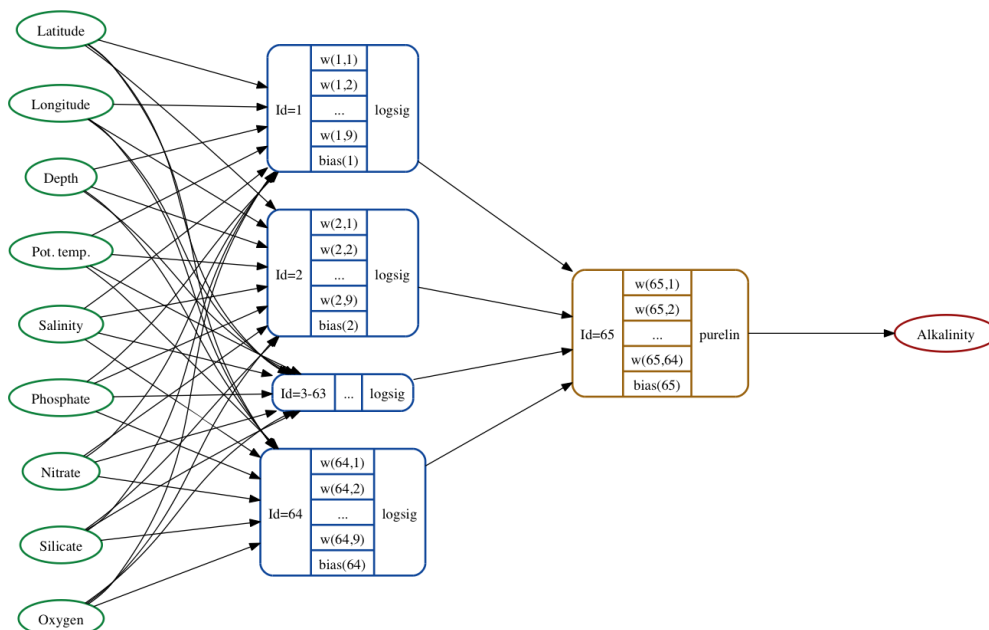 Latitude
Longitude
Depth
Pot. temp.
Salinity
Phosphate
Nitrate
Silicate
Oxygen
Id=1
w(1,1)
w(1,2)
...
w(1,9)
bias(1)
logsig
Id=2
w(2,1)
w(2,2)
...
w(2,9)
bias(2)
logsig
Id=3-63
...
logsig
Id=64
w(64,1)
w(64,2)
...
w(64,9)
bias(64)
logsig
Id=65
w(65,1)
w(65,2)
...
w(65,64)
bias(65)
purelin
Alkalinity